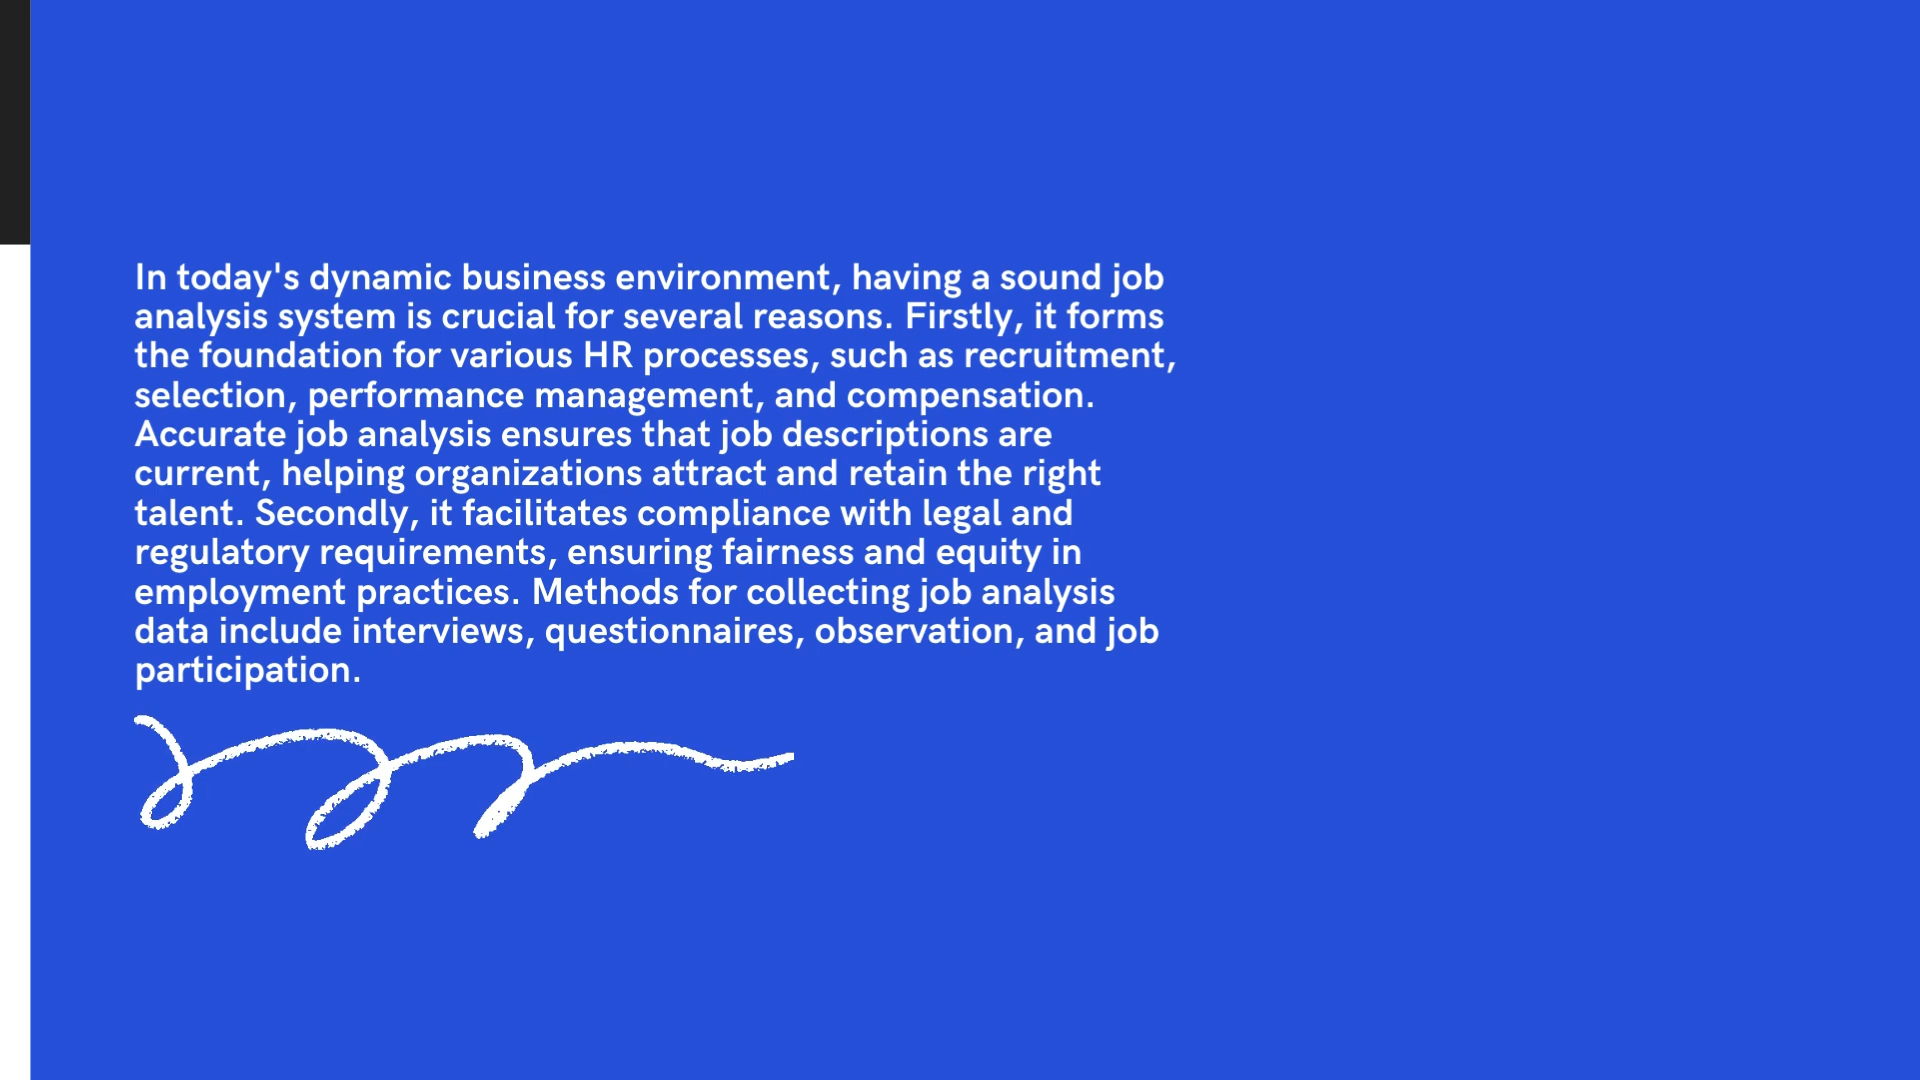 In today's dynamic business environment, having a sound job
analysis system is crucial for several reasons. Firstly, it forms
the foundation for various HR processes, such as recruitment,
selection, performance management, and compensation.
Accurate job analysis ensures that job descriptions are
current, helping organizations attract and retain the right
talent. Secondly, it facilitates compliance with legal and
regulatory requirements, ensuring fairness and equity in
employment practices. Methods for collecting job analysis
data include interviews, questionnaires, observation, and job
participation.